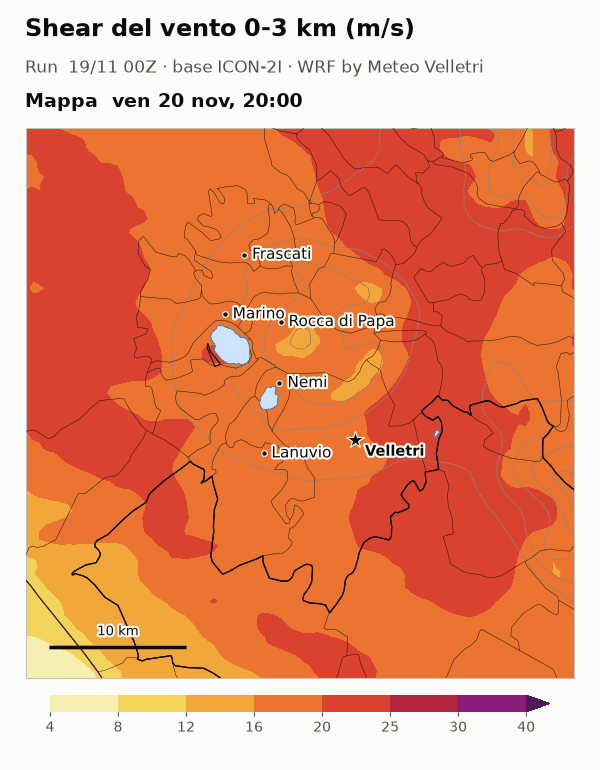 Shear del vento 0-3 km (m/s)
Run 19/11 00Z · base ICON-2I · WRF by Meteo Velletri
Mappa ven 20 nov, 20:00
Frascati
Marino
Rocca di Papa
Nemi
Velletri
Lanuvio
10 km
4 8 12 16 20 25 30 40